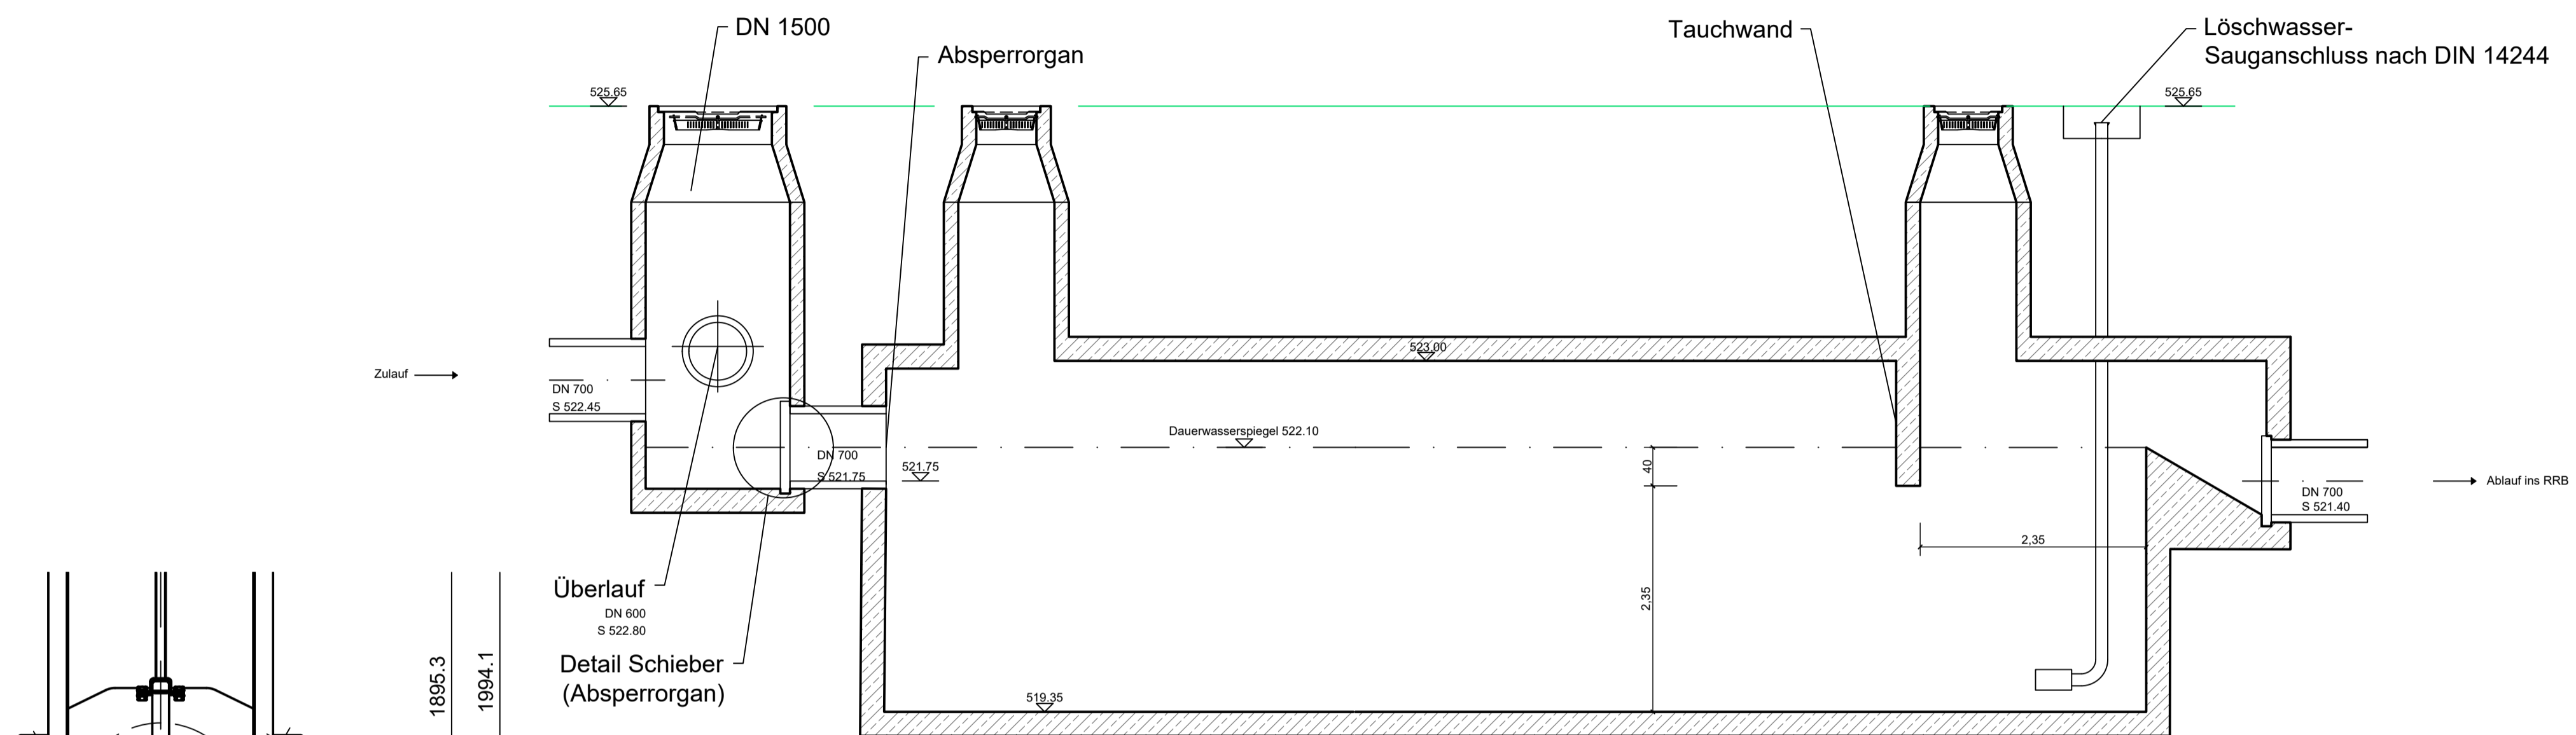 DN 1500
Absperrorgan
Tauchwand
Löschwasser-
Sauganschluss nach DIN 14244
525.65
525.65
523.00
Zulauf
DN 700
S 522.45
Dauerwasserspiegel 522.10
DN 700
S 521.75
521.75
40
Ablauf ins RRB
DN 700
S 521.40
2,35
2,35
Überlauf
DN 600
S 522.80
Detail Schieber
(Absperrorgan)
1895.3
1994.1
519.35